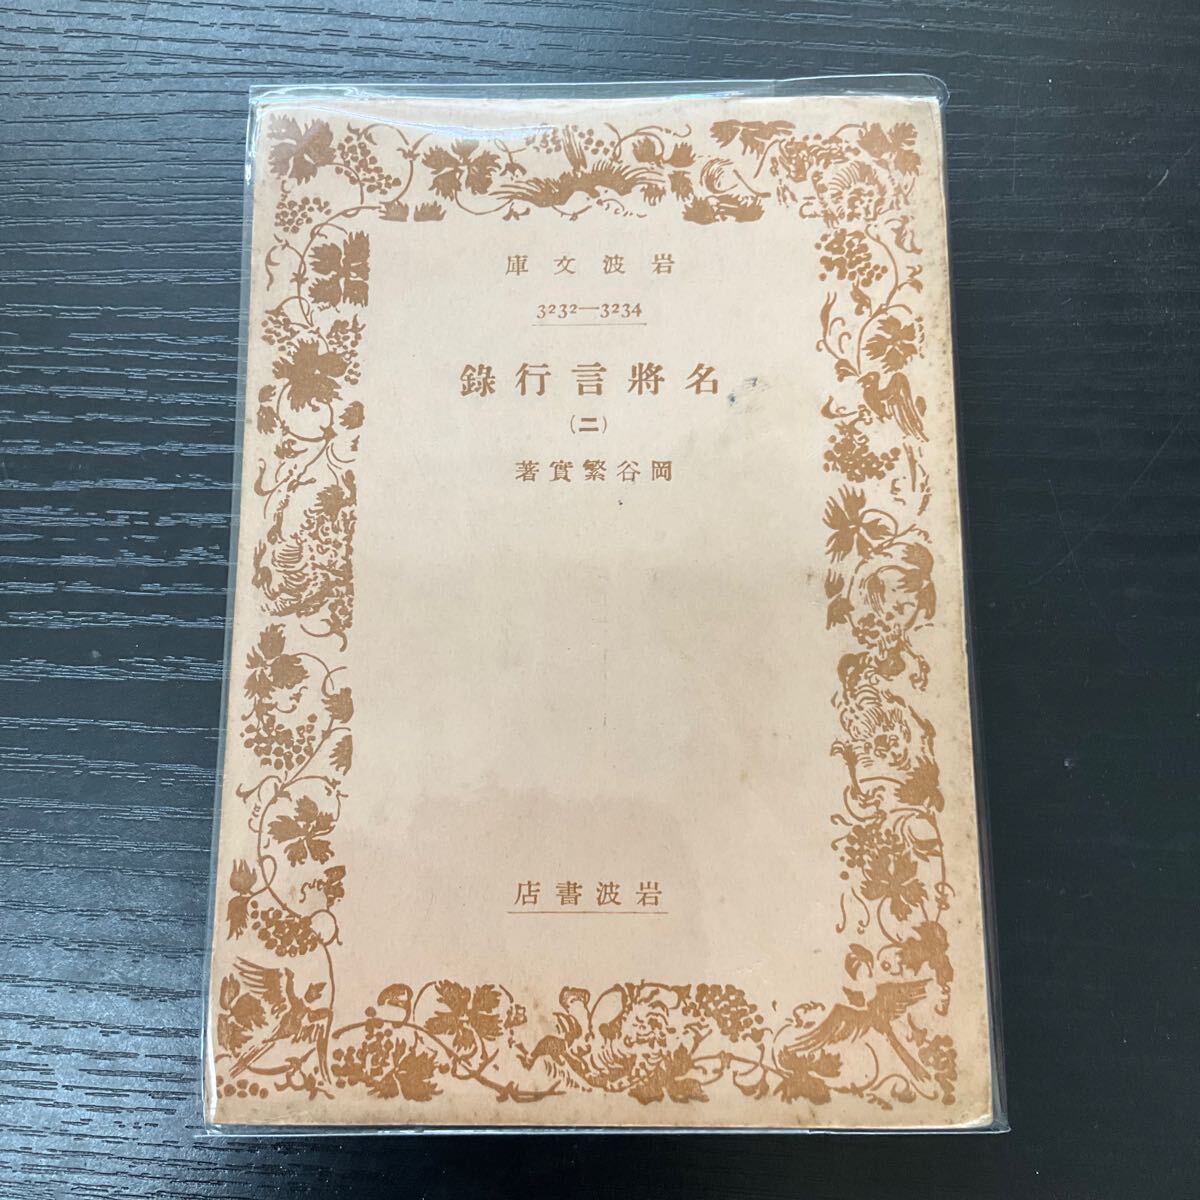 岩波文庫
3232―3234
名將言行錄
(二)
岡谷繁實著
岩波書店